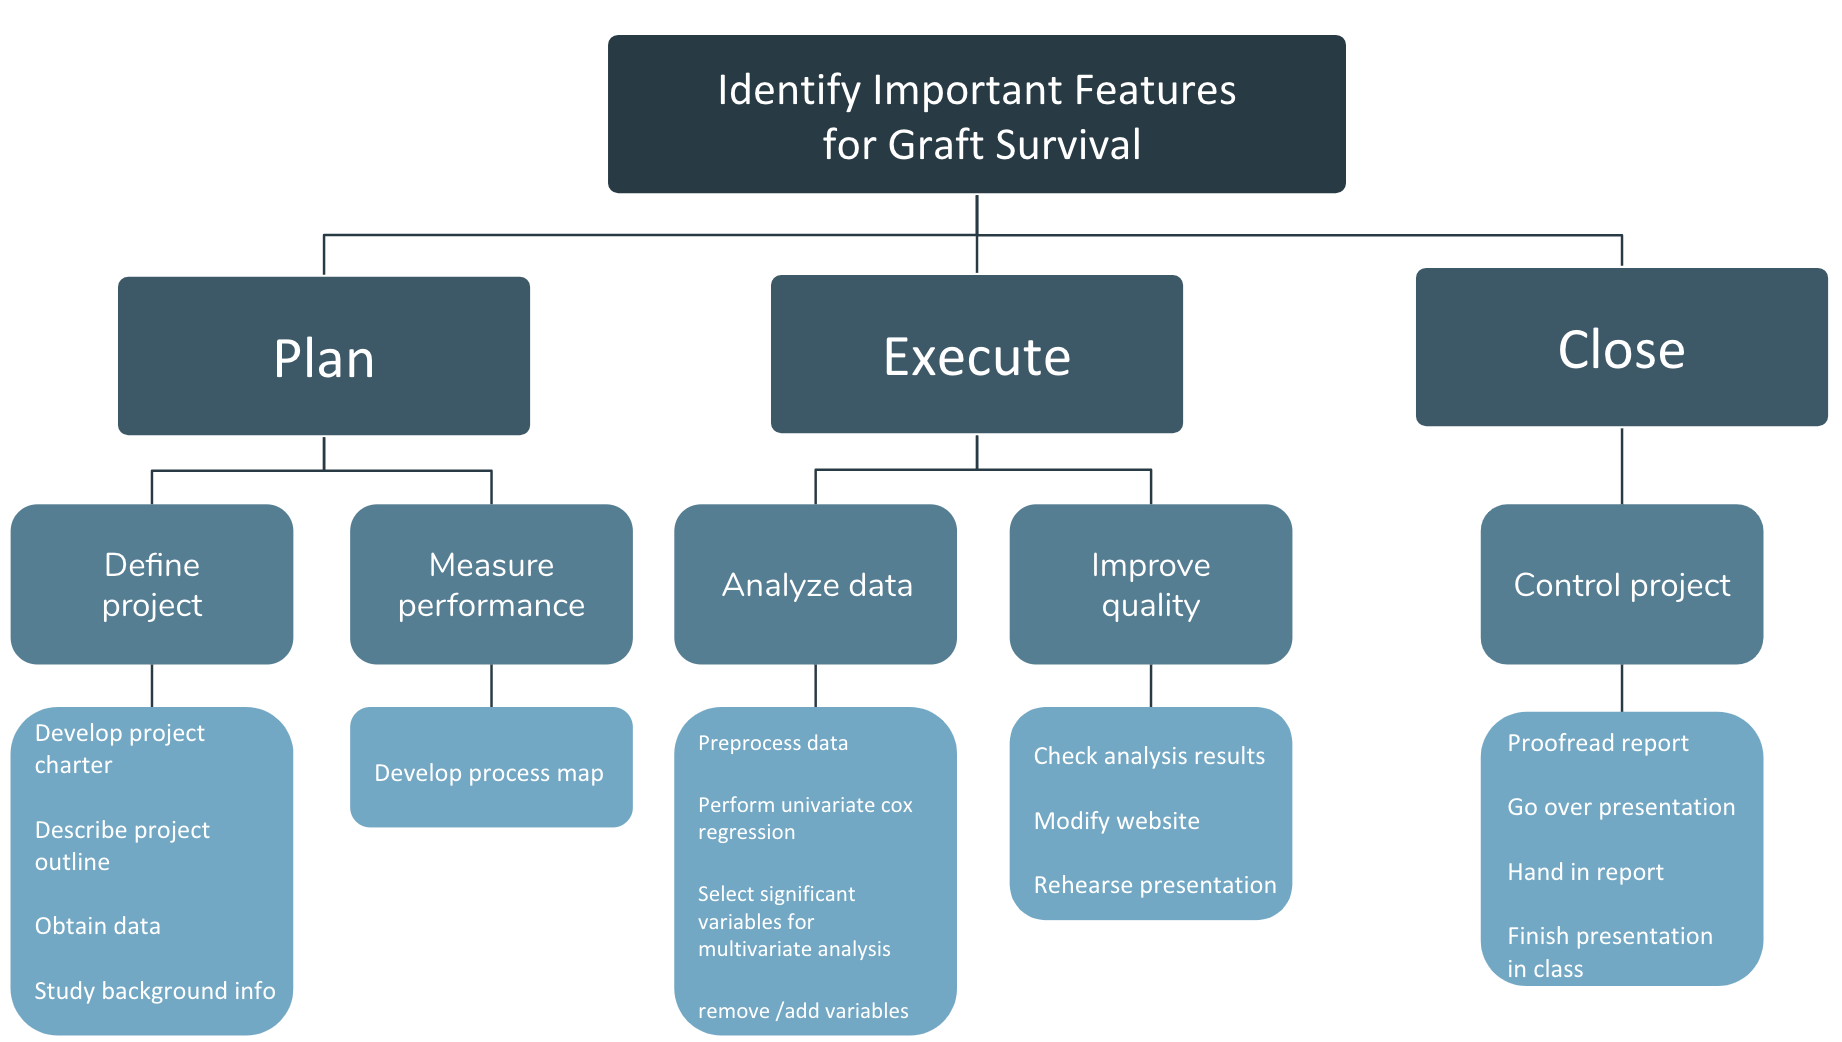 Identify Important Features
for Graft Survival
Plan
Execute
Close
Define
project
Measure
performance
Analyze data
Improve
quality
Control project
Develop project
charter
Describe project
outline
Obtain data
Study background info
Develop process map
Preprocess data
Perform univariate cox
regression
Select significant
variables for
multivariate analysis
remove /add variables
Check analysis results
Modify website
Rehearse presentation
Proofread report
Go over presentation
Hand in report
Finish presentation
in class